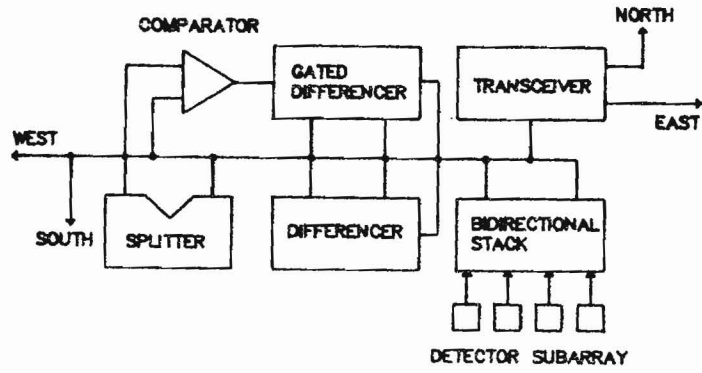 NORTH
COMPARATOR
GATED
DIFFERENCER
TRANSCEIVER
EAST
WEST
SOUTH
SPLITTER
DIFFERENCER
BIDIRECTIONAL
STACK
DETECTOR SUBARRAY